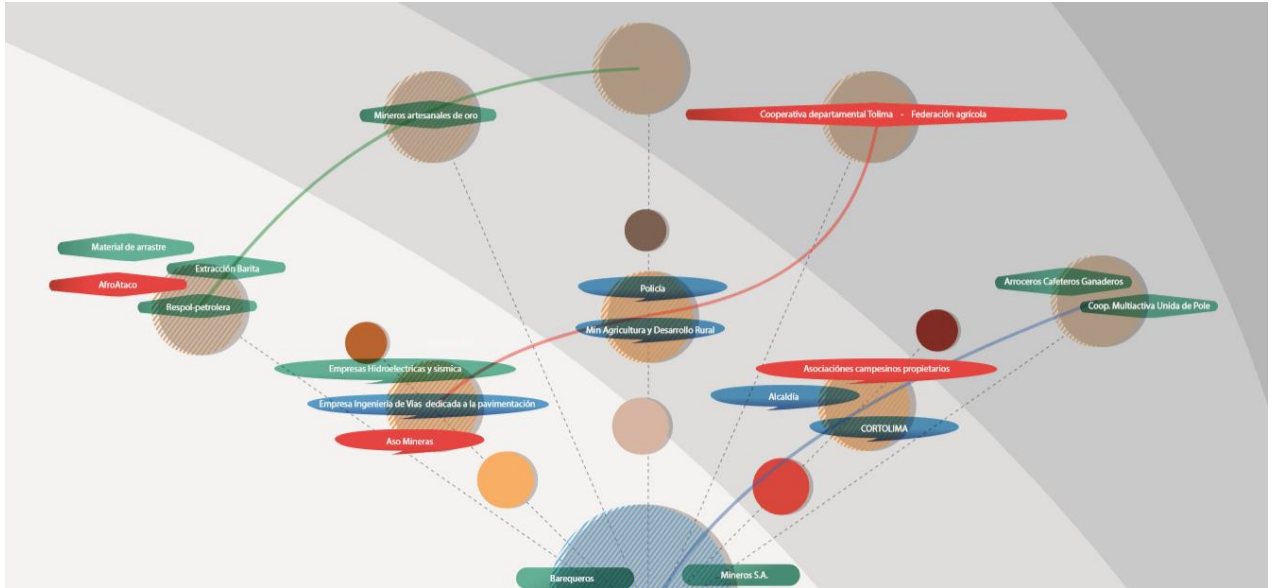 Mineros artesanales de oro
Cooperativa departamental Tolima - Federación agrícola
Material de arrastre
Extracción Barita
AfroAtaco
Respol-petrolera
Policía
Min Agricultura y Desarrollo Rural
Arroceros Cafeteros Ganaderos
Coop. Multiactiva Unida de Pole
Empresas Hidroelectricas y sísmica
Empresa Ingeniería de Vías dedicada a la pavimentación
Aso Mineras
Asociaciónes campesinos propietarios
Alcaldía
CORTOLIMA
Barequeros
Mineros S.A.